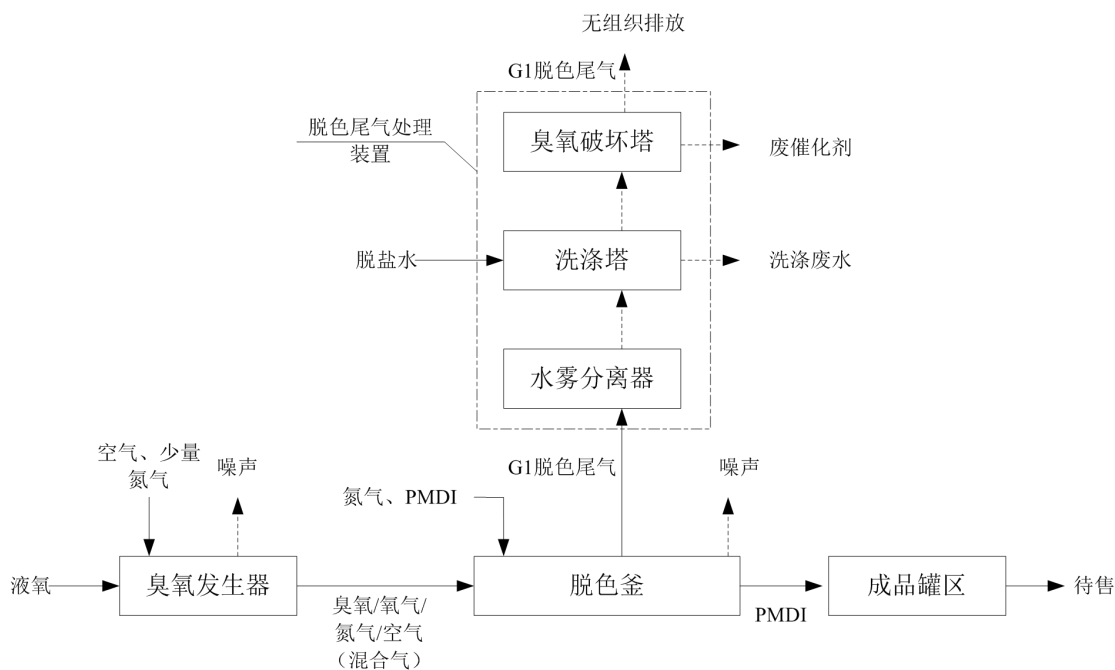 无组织排放
G1脱色尾气
脱色尾气处理
装置
臭氧破坏塔
废催化剂
脱盐水
洗涤塔
洗涤废水
水雾分离器
空气、少量
氮气
噪声
G1脱色尾气
噪声
氮气、PMDI
液氧
臭氧发生器
脱色釜
成品罐区
待售
臭氧/氧气/
氮气/空气
（混合气）
PMDI